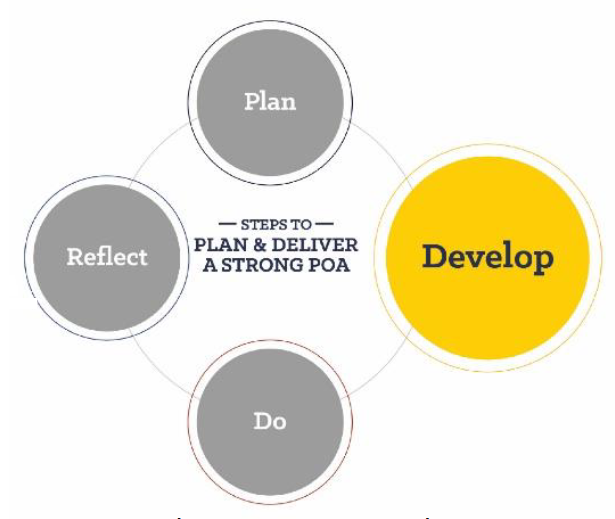 Plan
— STEPS TO —
PLAN & DELIVER
A STRONG POA
Reflect
Develop
Do